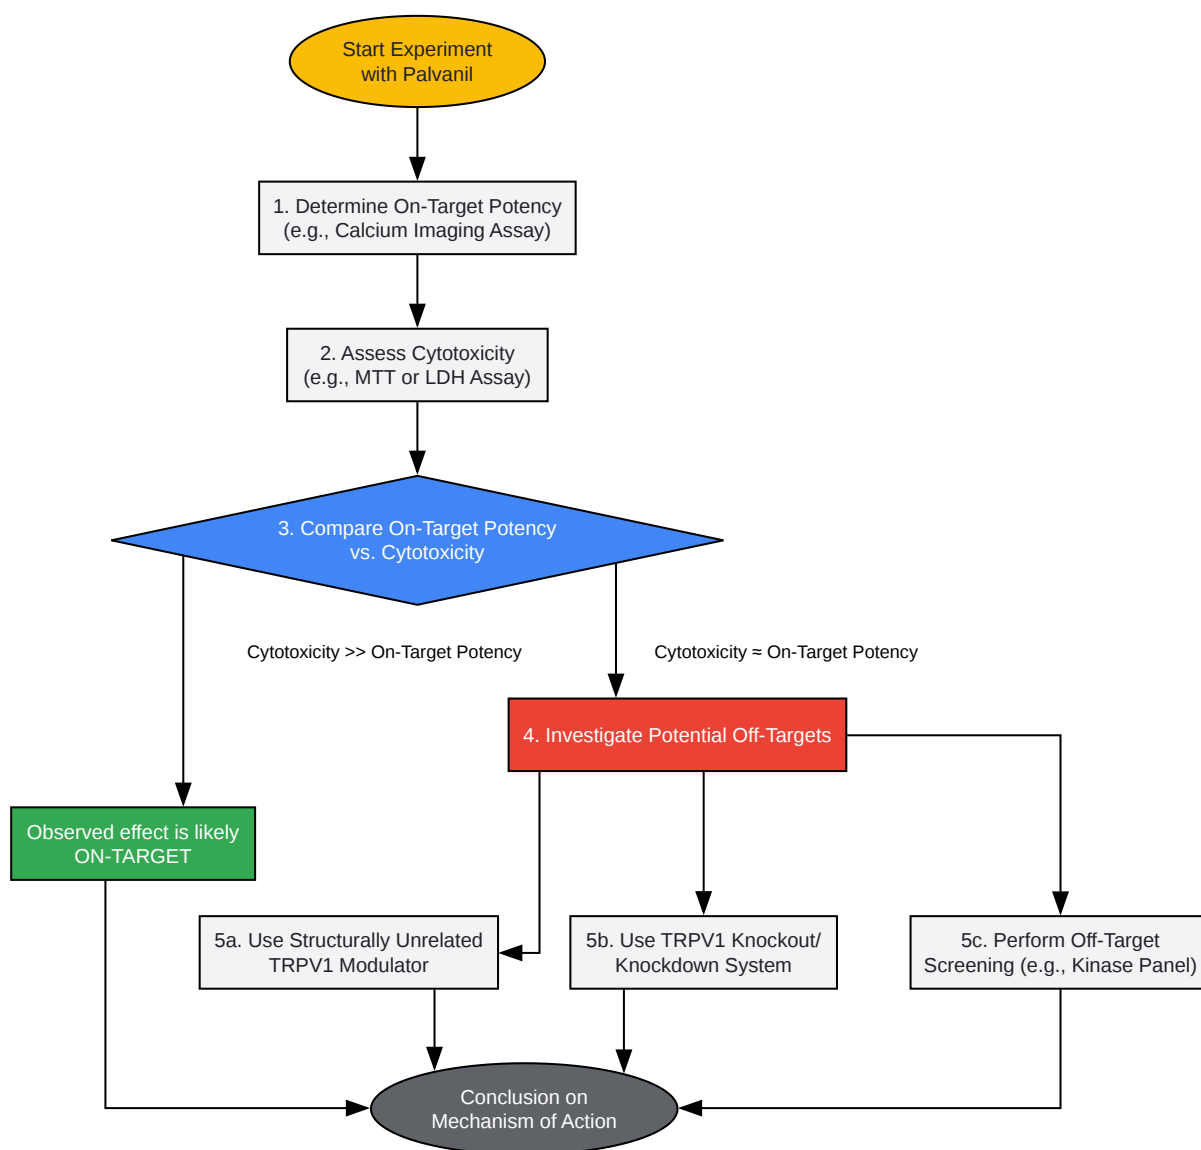 Start Experiment
with Palvanil
1. Determine On-Target Potency
(e.g., Calcium Imaging Assay)
2. Assess Cytotoxicity
(e.g., MTT or LDH Assay)
3. Compare On-Target Potency
vs. Cytotoxicity
Cytotoxicity >> On-Target Potency
Cytotoxicity ≈ On-Target Potency
4. Investigate Potential Off-Targets
Observed effect is likely
ON-TARGET
5a. Use Structurally Unrelated
TRPV1 Modulator
5b. Use TRPV1 Knockout/
Knockdown System
5c. Perform Off-Target
Screening (e.g., Kinase Panel)
Conclusion on
Mechanism of Action